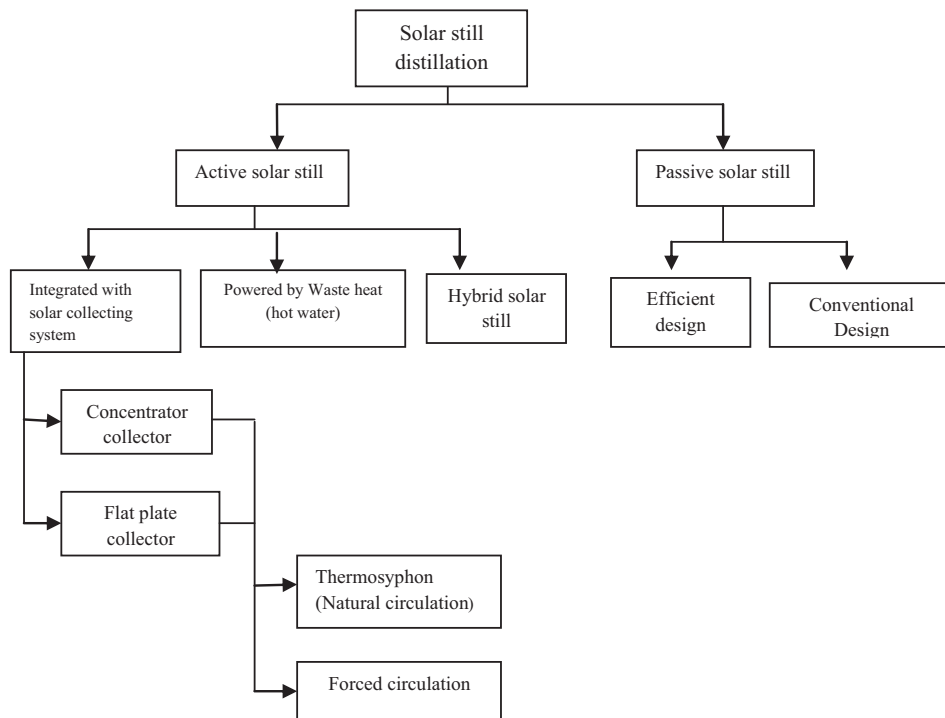 Solar still
distillation
Active solar still
Passive solar still
Integrated with
solar collecting
system
Powered by Waste heat
(hot water)
Hybrid solar
still
Efficient
design
Conventional
Design
Concentrator
collector
Flat plate
collector
Thermosyphon
(Natural circulation)
Forced circulation